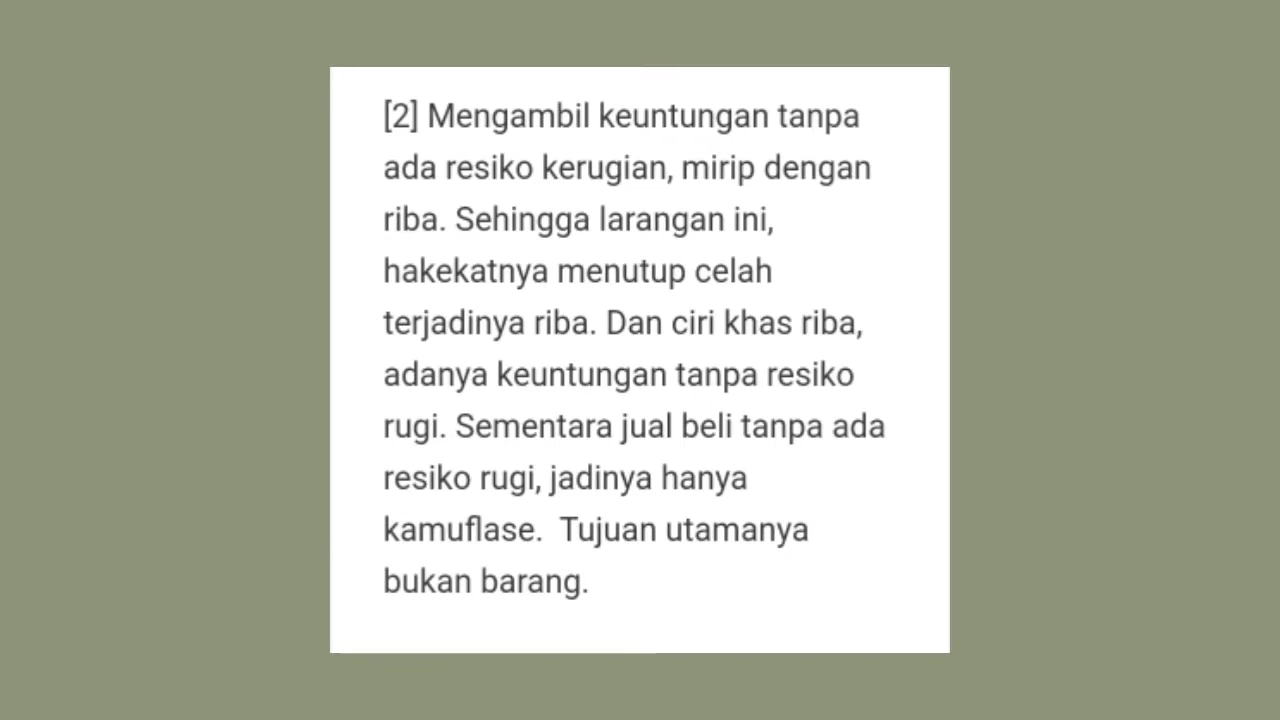 [2] Mengambil keuntungan tanpa
ada resiko kerugian, mirip dengan
riba. Sehingga larangan ini,
hakekatnya menutup celah
terjadinya riba. Dan ciri khas riba,
adanya keuntungan tanpa resiko
rugi. Sementara jual beli tanpa ada
resiko rugi, jadinya hanya
kamuflase.  Tujuan utamanya
bukan barang.